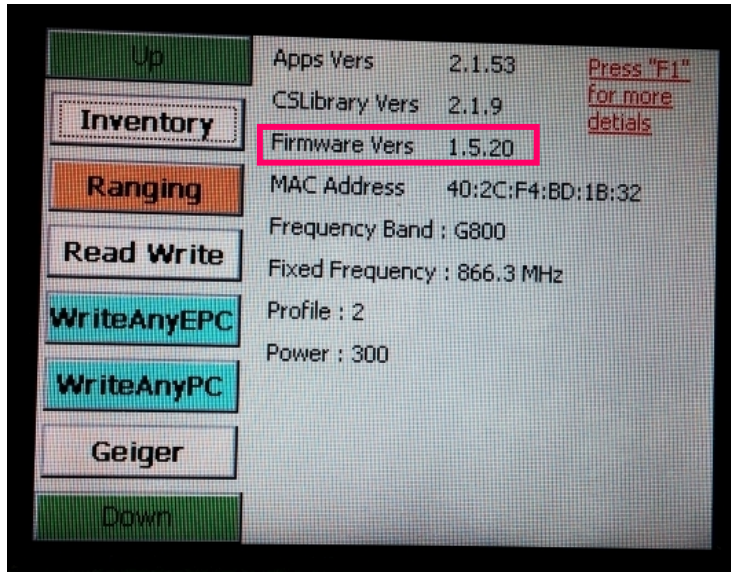 Up
Inventory
Ranging
Read Write
WriteAnyEPC
WriteAnyPC
Geiger
Down
Apps Vers 2.1.53
CSLibrary Vers 2.1.9
Firmware Vers 1.5.20
MAC Address 40:2C:F4:BD:1B:32
Frequency Band : G800
Fixed Frequency : 866.3 MHz
Profile : 2
Power : 300
Press "F1"
for more
detials